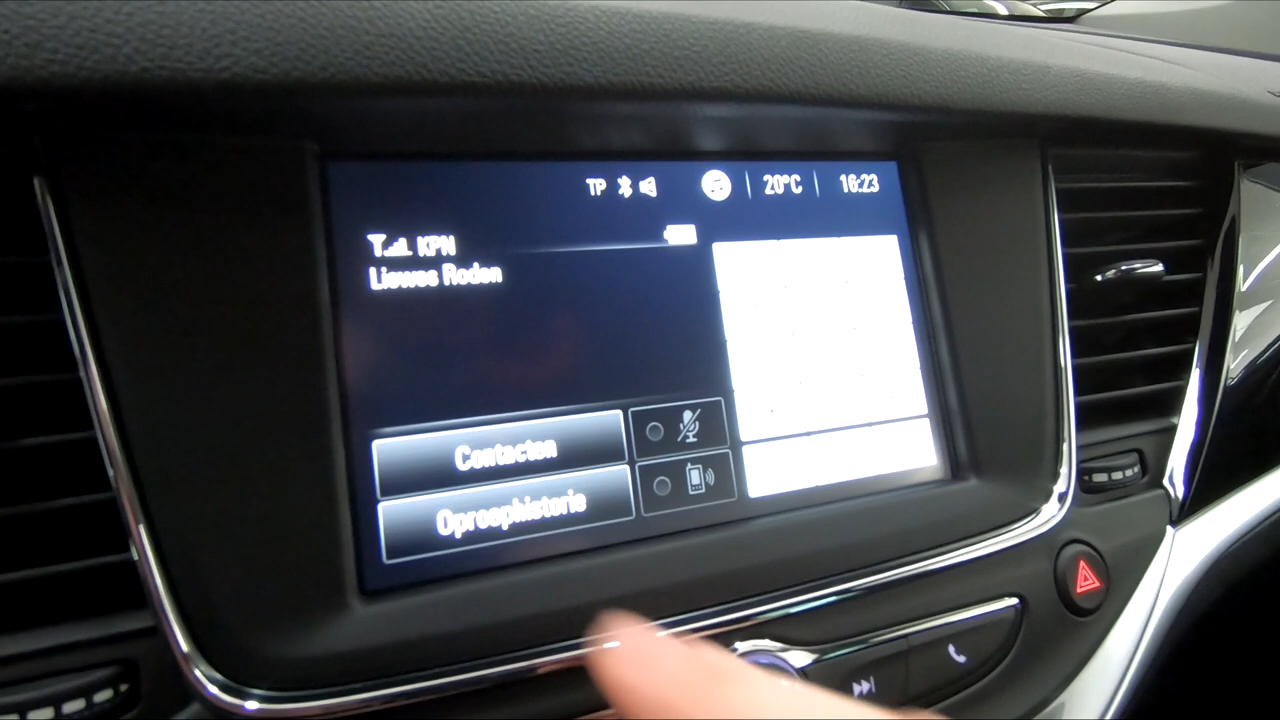 TP 20°C 16:23
KPN
Liewes Roden
Contacten
Oproephistorie